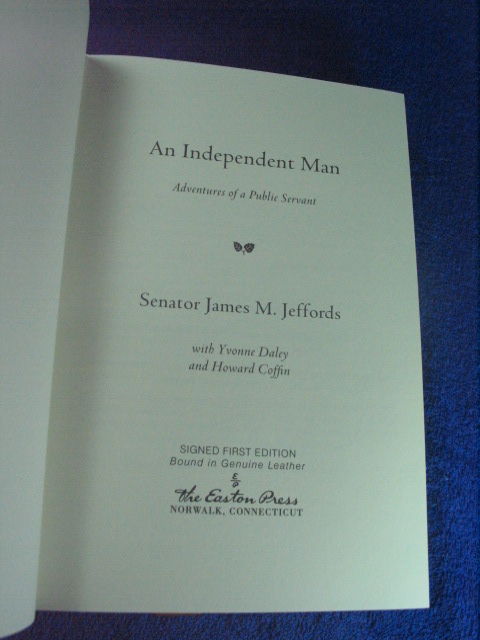 An Independent Man
Adventures of a Public Servant
Senator James M. Jeffords
with Yvonne Daley
and Howard Coffin
SIGNED FIRST EDITION
Bound in Genuine Leather
E
P
the Easton Press
NORWALK, CONNECTICUT